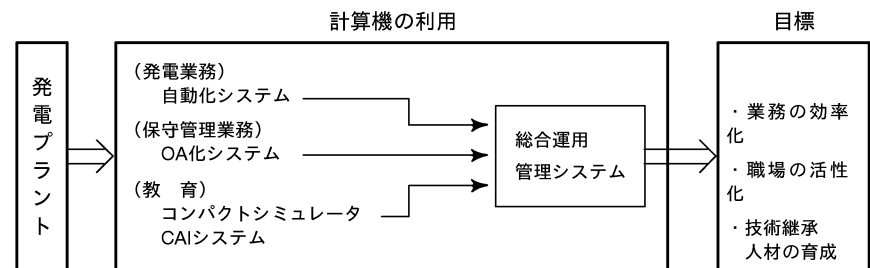 計算機の利用
目標
発電プラント
（発電業務）
自動化システム
（保守管理業務）
OA化システム
（教　育）
コンパクトシミュレータ
CAIシステム
総合運用
管理システム
・業務の効率
化
・職場の活性
化
・技術継承
人材の育成